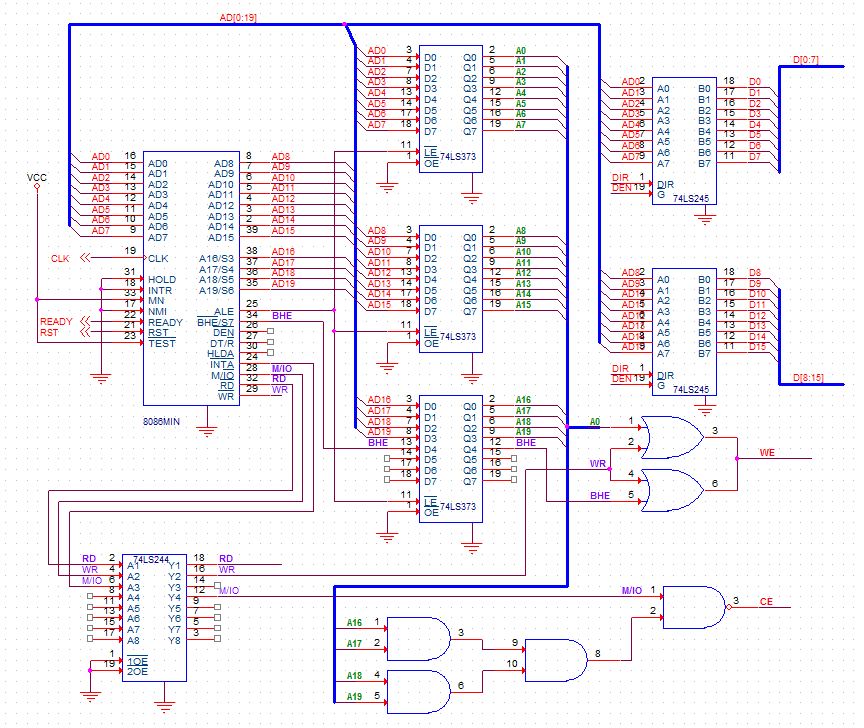 AD[0:19]
D[0:7]
VCC
AD0 16 AD0 AD8 8 AD8
AD1 15 AD1 AD9 7 AD9
AD2 14 AD2 AD10 6 AD10
AD3 13 AD3 AD11 5 AD11
AD4 12 AD4 AD12 4 AD12
AD5 11 AD5 AD13 3 AD13
AD6 10 AD6 AD14 2 AD14
AD7 9 AD7 AD15 39 AD15
A16/S3 38 AD16
A17/S4 37 AD17
A18/S5 36 AD18
A19/S6 35 AD19
CLK 19 CLK
31 HOLD
18 INTR
33 MN
17 NMI
READY 22 READY
RST 21 RST
23 TEST
ALE 25
BHE/S7 34 BHE
DEN 26
DT/R 27
HLDA 30
INTA 24
M/IO 28 M/IO
RD 32 RD
WR 29 WR
8086MIN
AD0 3 D0 Q0 2 A0
AD1 4 D1 Q1 5 A1
AD2 7 D2 Q2 6 A2
AD3 8 D3 Q3 9 A3
AD4 13 D4 Q4 12 A4
AD5 14 D5 Q5 15 A5
AD6 17 D6 Q6 16 A6
AD7 18 D7 Q7 19 A7
11 LE
1 OE
74LS373
AD8 3 D0 Q0 2 A8
AD9 4 D1 Q1 5 A9
AD10 7 D2 Q2 6 A10
AD11 8 D3 Q3 9 A11
AD12 13 D4 Q4 12 A12
AD13 14 D5 Q5 15 A13
AD14 17 D6 Q6 16 A14
AD15 18 D7 Q7 19 A15
11 LE
1 OE
74LS373
AD16 3 D0 Q0 2 A16
AD17 4 D1 Q1 5 A17
AD18 7 D2 Q2 6 A18
AD19 8 D3 Q3 9 A19
BHE 13 D4 Q4 12 BHE
14 D5 Q5 15
17 D6 Q6 16
18 D7 Q7 19
11 LE
1 OE
74LS373
AD0 2 A0 B0 18 D0
AD1 3 A1 B1 17 D1
AD2 4 A2 B2 16 D2
AD3 5 A3 B3 15 D3
AD4 6 A4 B4 14 D4
AD5 7 A5 B5 13 D5
AD6 8 A6 B6 12 D6
AD7 9 A7 B7 11 D7
DIR 1 DIR
DEN 19 G
74LS245
AD8 2 A0 B0 18 D8
AD9 3 A1 B1 17 D9
A2 B2 16 D10
A3 B3 15 D11
A4 B4 14 D12
A5 B5 13 D13
A6 B6 12 D14
A7 B7 11 D15
DIR 1 DIR
DEN 19 G
74LS245
D[8:15]
A0 1
2
3
WR 4
BHE 5
6
WE
74LS244
RD 2 A1 Y1 18 RD
WR 4 A2 Y2 16 WR
M/IO 6 A3 Y3 14
8 A4 Y4 12 M/IO
11 A5 Y5 9
13 A6 Y6 7
15 A7 Y7 5
17 A8 Y8 3
1 1OE
19 2OE
M/IO 1
2
3 CE
A16 1
A17 2
3
A18 4
A19 5
6
9
10
8